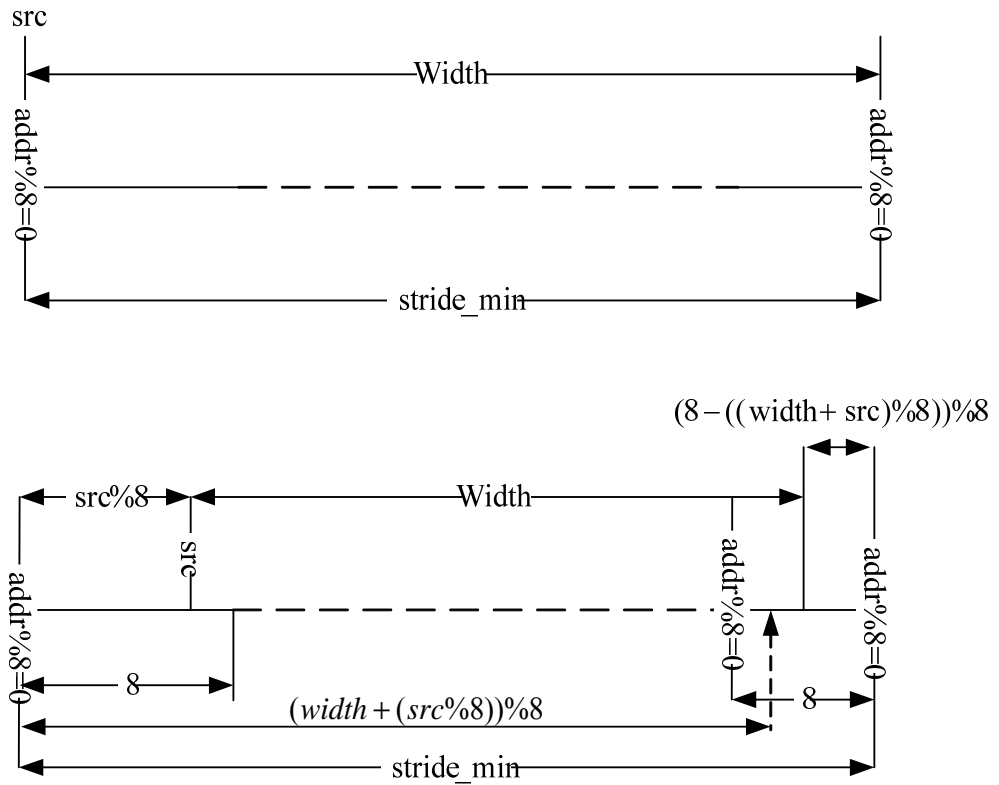 src
Width
addr%8=0
addr%8=0
stride_min
(8−((width+ src)%8))%8
src%8
Width
src
addr%8=0
addr%8=0
addr%8=0
8
8
(width+(src%8))%8
stride_min